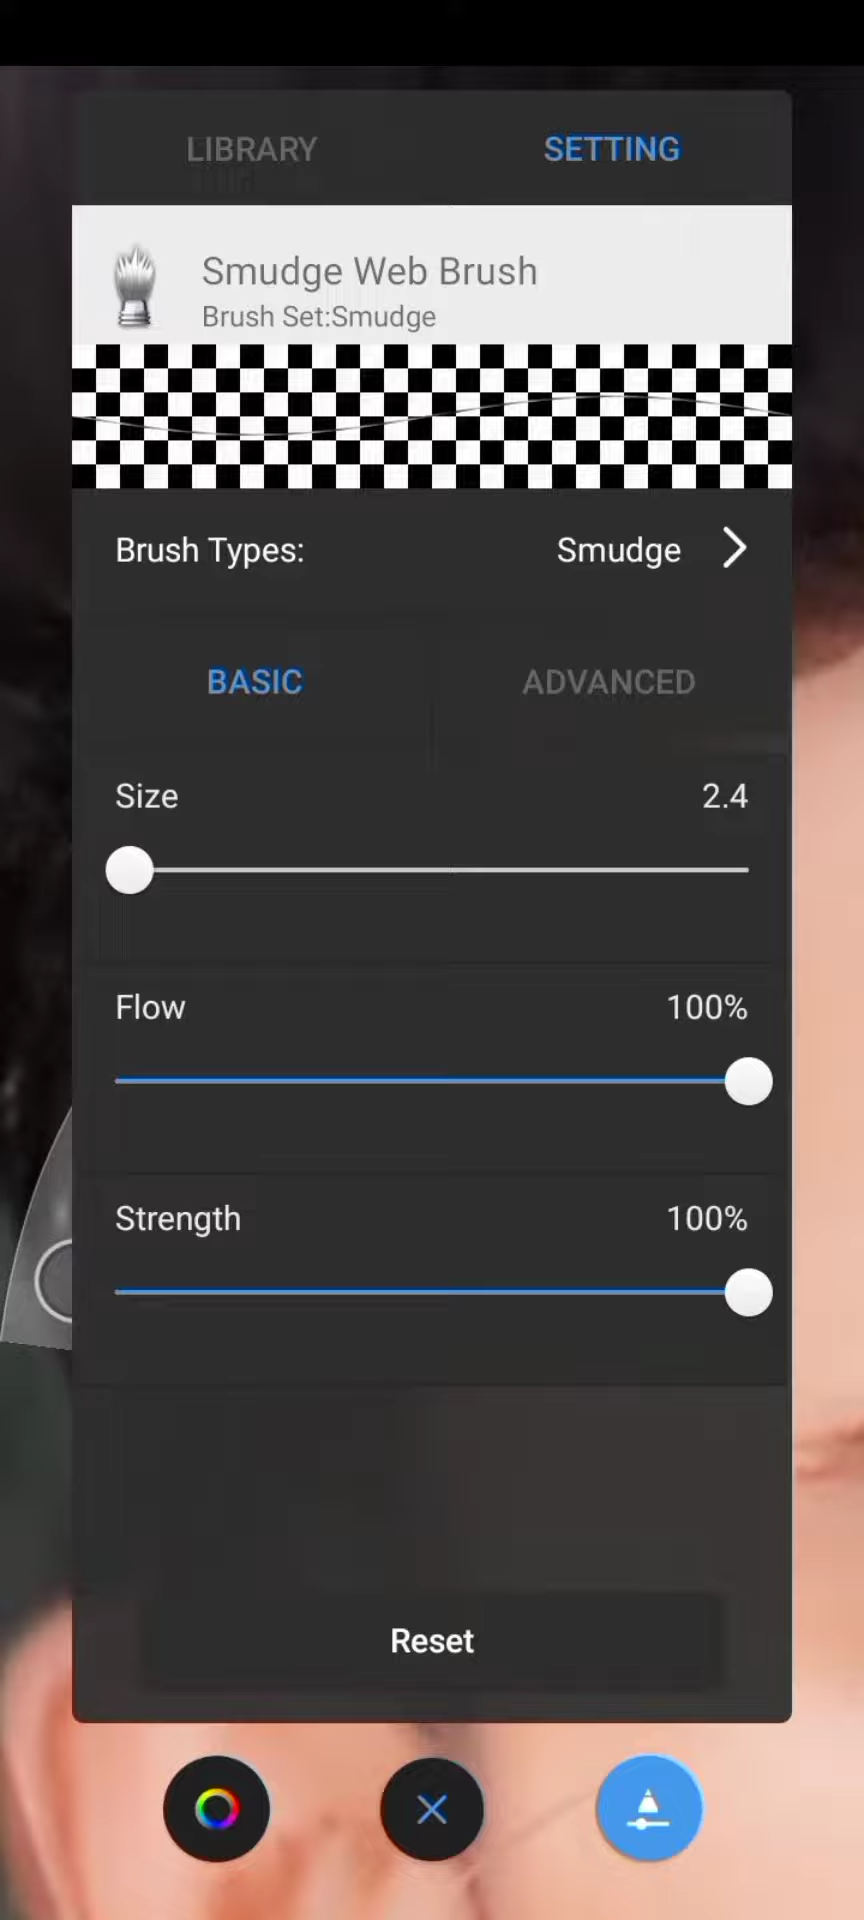 LIBRARY SETTING
Smudge Web Brush
Brush Set:Smudge
Brush Types: Smudge
BASIC ADVANCED
Size 2.4
Flow 100%
Strength 100%
Reset